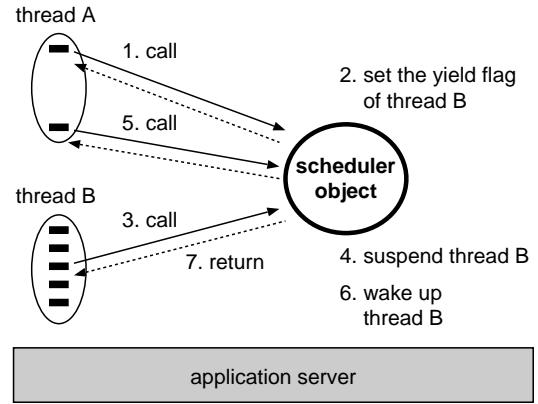 thread A
1. call
2. set the yield flag
of thread B
5. call
scheduler
object
thread B
3. call
7. return
4. suspend thread B
6. wake up
thread B
application server